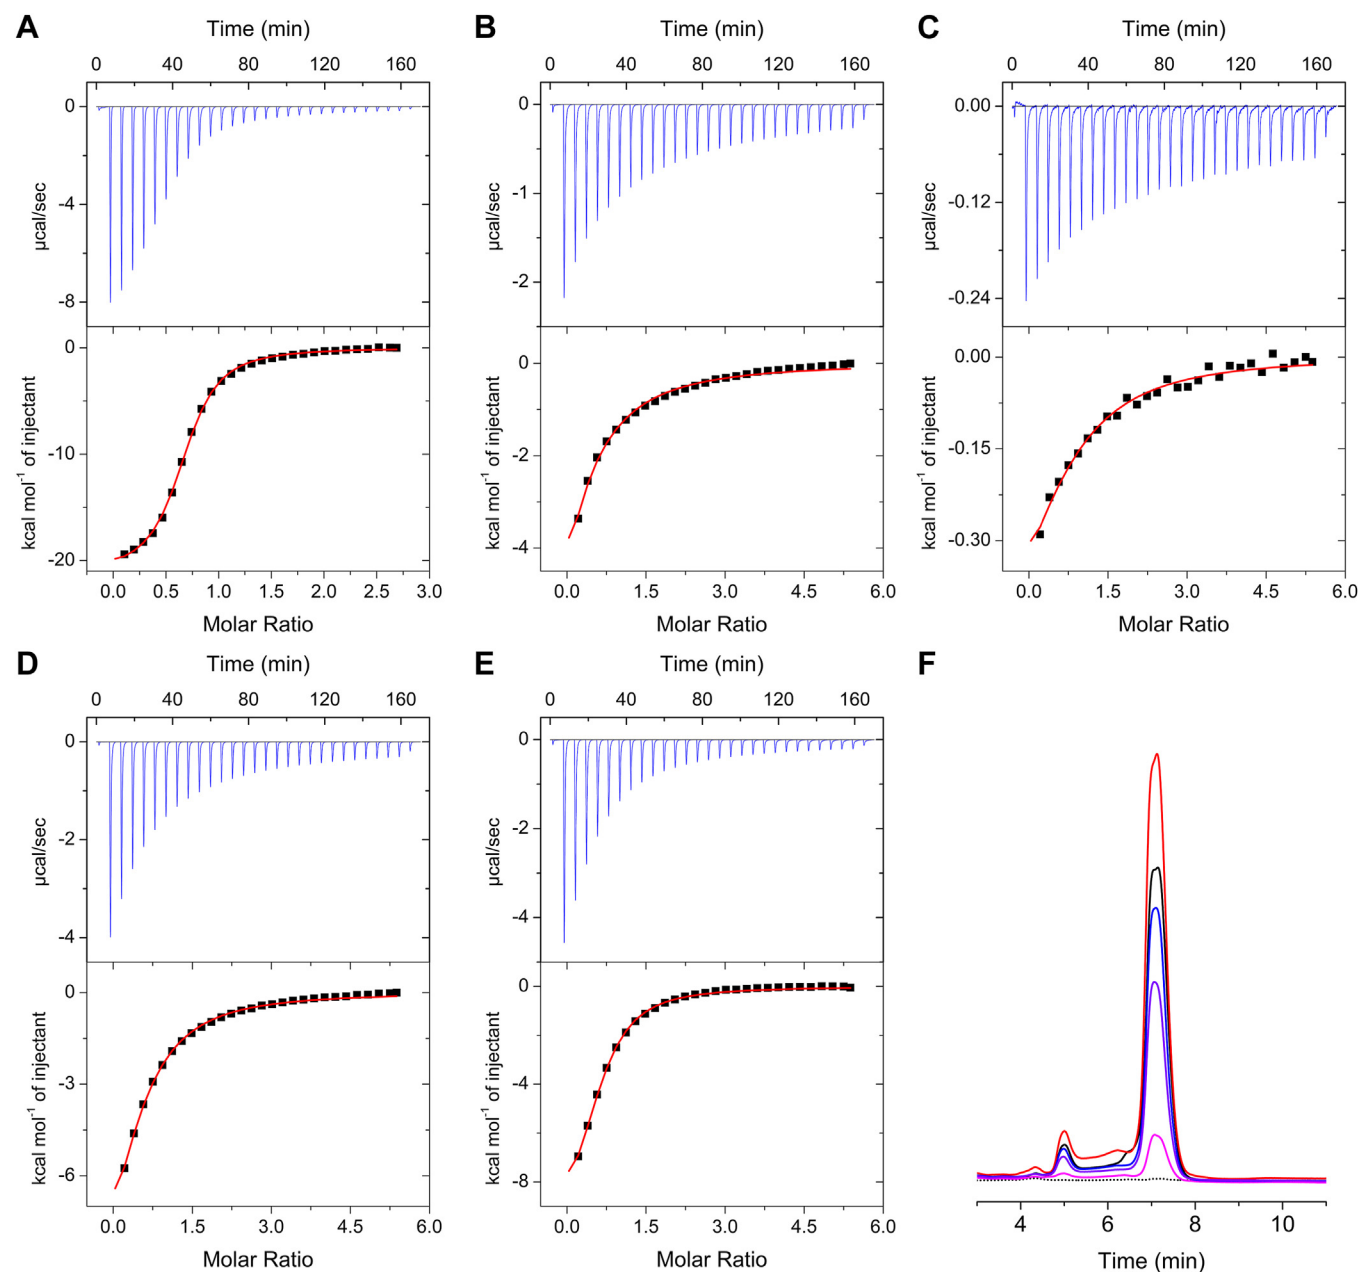 A
Time (min)
0 40 80 120 160
0
-4
-8
µcal/sec
0
-10
-20
kcal mol⁻¹ of injectant
0.0 0.5 1.0 1.5 2.0 2.5 3.0
Molar Ratio
B
Time (min)
0 40 80 120 160
0
-1
-2
µcal/sec
0
-2
-4
kcal mol⁻¹ of injectant
0.0 1.5 3.0 4.5 6.0
Molar Ratio
C
Time (min)
0 40 80 120 160
0.00
-0.12
-0.24
µcal/sec
0.00
-0.15
-0.30
kcal mol⁻¹ of injectant
0.0 1.5 3.0 4.5 6.0
Molar Ratio
D
Time (min)
0 40 80 120 160
0
-2
-4
µcal/sec
0
-3
-6
kcal mol⁻¹ of injectant
0.0 1.5 3.0 4.5 6.0
Molar Ratio
E
Time (min)
0 40 80 120 160
0
-2
-4
µcal/sec
0
-4
-8
kcal mol⁻¹ of injectant
0.0 1.5 3.0 4.5 6.0
Molar Ratio
F
4 6 8 10
Time (min)